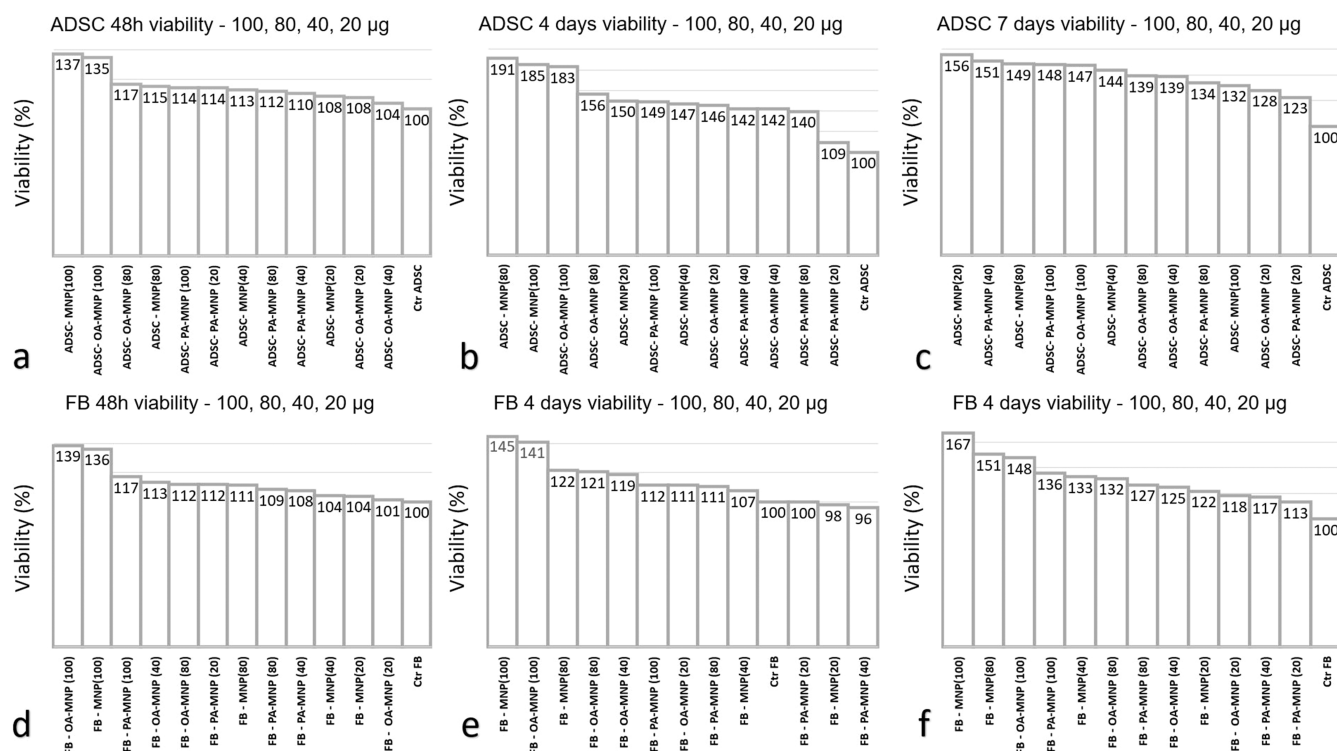 ADSC 48h viability - 100, 80, 40, 20 µg
Viability (%)
137
135
117
115
114
114
113
112
110
108
108
104
100
ADSC- MNP(100)
ADSC- OA-MNP (100)
ADSC- OA-MNP (80)
ADSC - MNP(80)
ADSC- PA-MNP (100)
ADSC- PA-MNP (20)
ADSC - MNP(40)
ADSC- PA-MNP (80)
ADSC- PA-MNP (40)
ADSC - MNP(20)
ADSC- OA-MNP (20)
ADSC- OA-MNP (40)
Ctr ADSC
a
ADSC 4 days viability - 100, 80, 40, 20 µg
Viability (%)
191
185
183
156
150
149
147
146
142
142
140
109
100
ADSC - MNP(80)
ADSC- MNP(100)
ADSC- OA-MNP (100)
ADSC- OA-MNP (80)
ADSC- MNP(20)
ADSC- PA-MNP (100)
ADSC- MNP(40)
ADSC- OA-MNP (20)
ADSC- PA-MNP (40)
ADSC- OA-MNP (40)
ADSC- PA-MNP (80)
ADSC- PA-MNP (20)
Ctr ADSC
b
ADSC 7 days viability - 100, 80, 40, 20 µg
Viability (%)
156
151
149
148
147
144
139
139
134
132
128
123
100
ADSC- MNP(20)
ADSC- PA-MNP (40)
ADSC - MNP(80)
ADSC- PA-MNP (100)
ADSC- OA-MNP (100)
ADSC - MNP(40)
ADSC- OA-MNP (80)
ADSC- OA-MNP (40)
ADSC- PA-MNP (80)
ADSC- MNP(100)
ADSC- OA-MNP (20)
ADSC- PA-MNP (20)
Ctr ADSC
c
FB 48h viability - 100, 80, 40, 20 µg
Viability (%)
139
136
117
113
112
112
111
109
108
104
104
101
100
FB - OA-MNP (100)
FB - MNP(100)
FB - PA-MNP (100)
FB - OA-MNP (40)
FB - OA-MNP (80)
FB - PA-MNP (20)
FB - MNP(80)
FB - PA-MNP (80)
FB - PA-MNP (40)
FB - MNP(40)
FB - MNP(20)
FB - OA-MNP (20)
Ctr FB
d
FB 4 days viability - 100, 80, 40, 20 µg
Viability (%)
145
141
122
121
119
112
111
111
107
100
100
98
96
FB - MNP(100)
FB - OA-MNP (100)
FB - MNP(80)
FB - OA-MNP (80)
FB - OA-MNP (40)
FB - PA-MNP (100)
FB - OA-MNP (20)
FB - PA-MNP (80)
FB - MNP(40)
Ctr FB
FB - PA-MNP (20)
FB - MNP(20)
FB - PA-MNP (40)
e
FB 4 days viability - 100, 80, 40, 20 µg
Viability (%)
167
151
148
136
133
132
127
125
122
118
117
113
100
FB - MNP(100)
FB - MNP(80)
FB - OA-MNP (100)
FB - PA-MNP (100)
FB - MNP(40)
FB - OA-MNP (80)
FB - PA-MNP (80)
FB - OA-MNP (40)
FB - MNP(20)
FB - OA-MNP (20)
FB - PA-MNP (40)
FB - PA-MNP (20)
Ctr FB
f